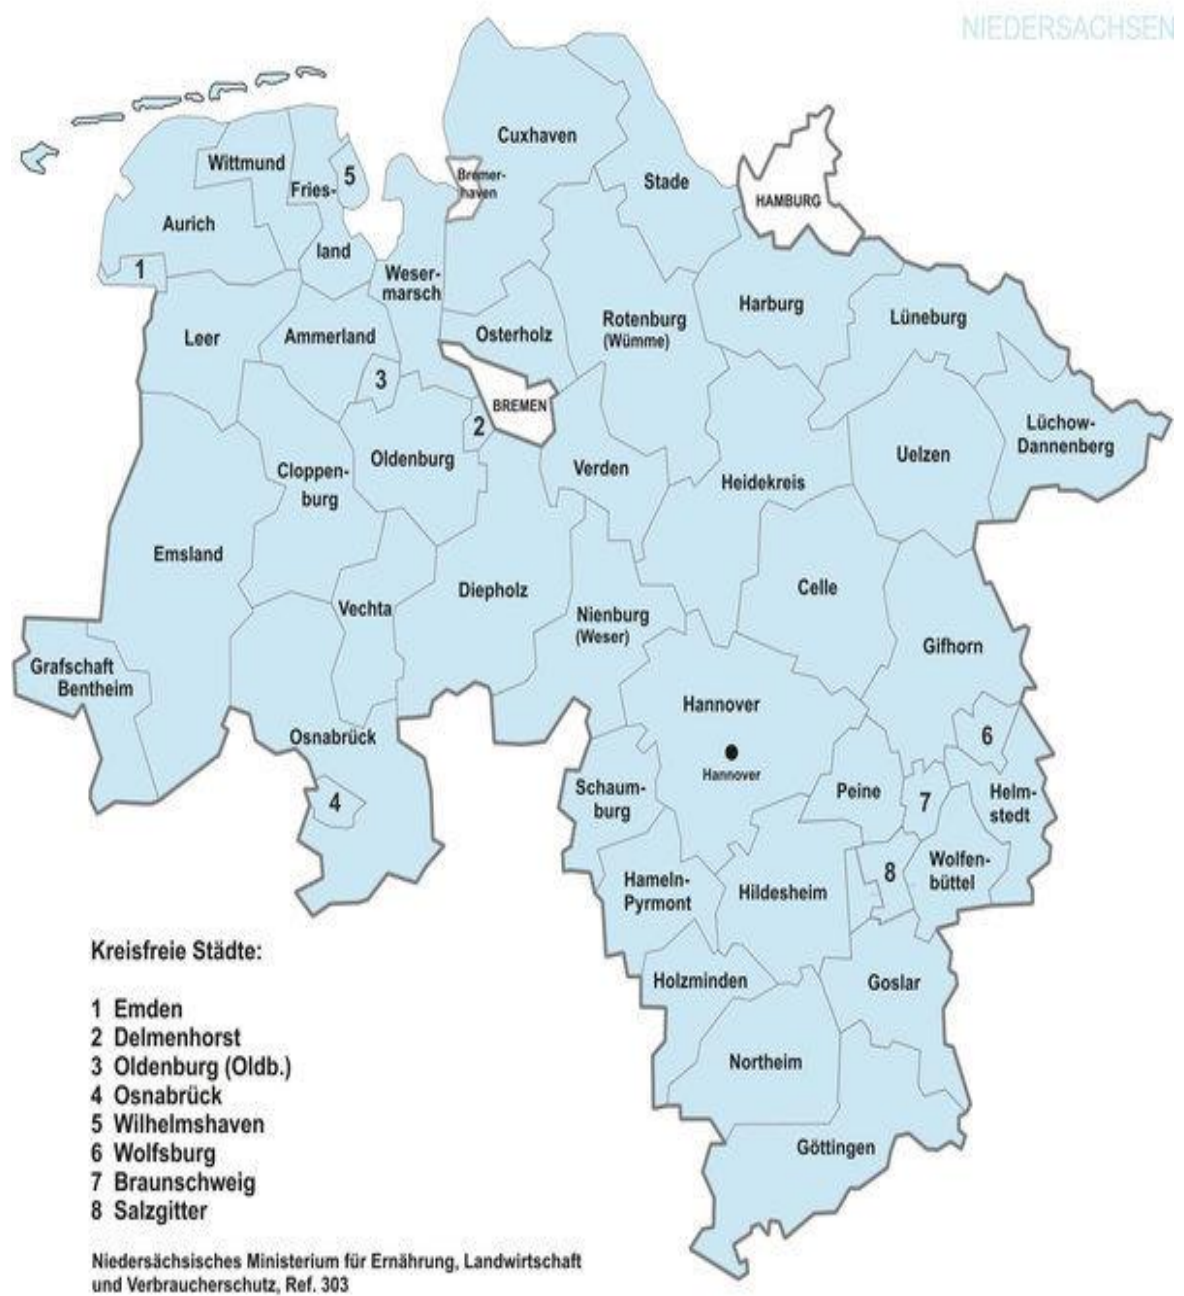 NIEDERSACHSEN
Cuxhaven
Wittmund
Bremer-
haven
5
Fries-
Stade
HAMBURG
Aurich
land
1
Weser-
marsch
Harburg
Lüneburg
Rotenburg
(Wümme)
Leer
Ammerland
Osterholz
3
BREMEN
2
Lüchow-
Dannenberg
Oldenburg
Uelzen
Cloppen-
burg
Verden
Heidekreis
Emsland
Diepholz
Celle
Vechta
Nienburg
(Weser)
Gifhorn
Grafschaft
Bentheim
Hannover
Osnabrück
6
Hannover
Schaum-
burg
Peine
7
Helm-
stedt
4
Hameln-
Pyrmont
Hildesheim
8
Wolfen-
büttel
Holzminden
Goslar
Northeim
Göttingen
Kreisfreie Städte:
1 Emden
2 Delmenhorst
3 Oldenburg (Oldb.)
4 Osnabrück
5 Wilhelmshaven
6 Wolfsburg
7 Braunschweig
8 Salzgitter
Niedersächsisches Ministerium für Ernährung, Landwirtschaft
und Verbraucherschutz, Ref. 303